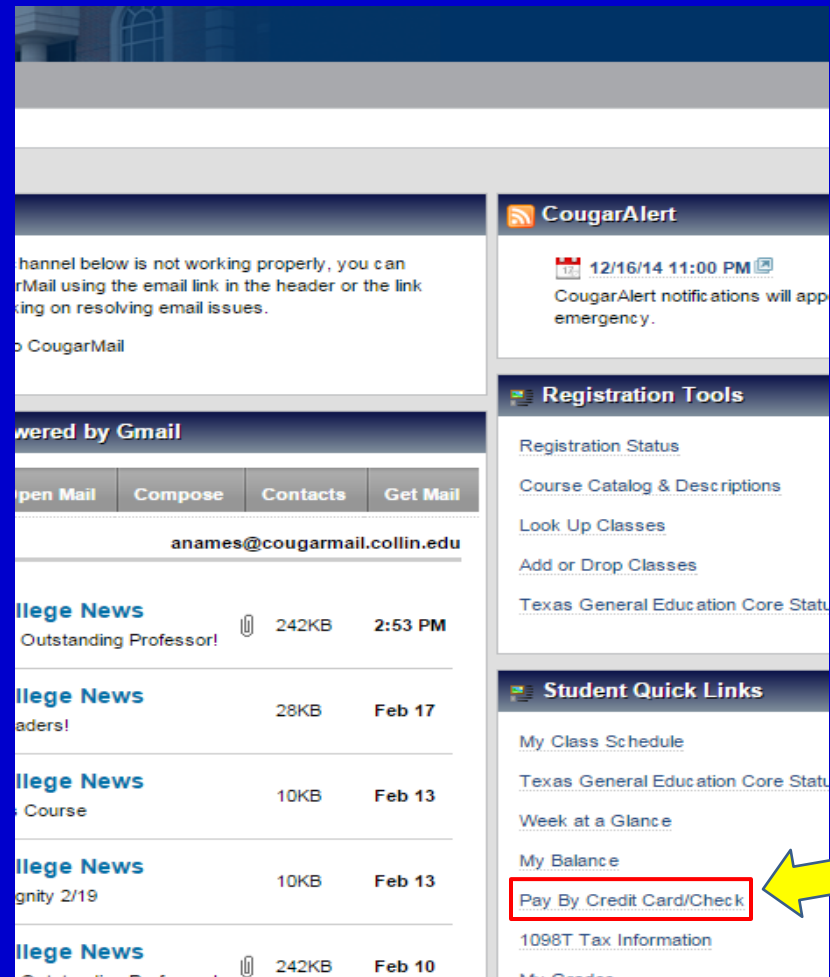 hannel below is not working properly, you can
rMail using the email link in the header or the link
king on resolving email issues.
o CougarMail
wered by Gmail
pen Mail Compose Contacts Get Mail
anames@cougarmail.collin.edu
llege News
Outstanding Professor! 242KB 2:53 PM
llege News
aders! 28KB Feb 17
llege News
Course 10KB Feb 13
llege News
gnity 2/19 10KB Feb 13
llege News
242KB Feb 10
CougarAlert
12/16/14 11:00 PM
CougarAlert notifications will app
emergency.
Registration Tools
Registration Status
Course Catalog & Descriptions
Look Up Classes
Add or Drop Classes
Texas General Education Core Statu
Student Quick Links
My Class Schedule
Texas General Education Core Statu
Week at a Glance
My Balance
Pay By Credit Card/Check
1098T Tax Information